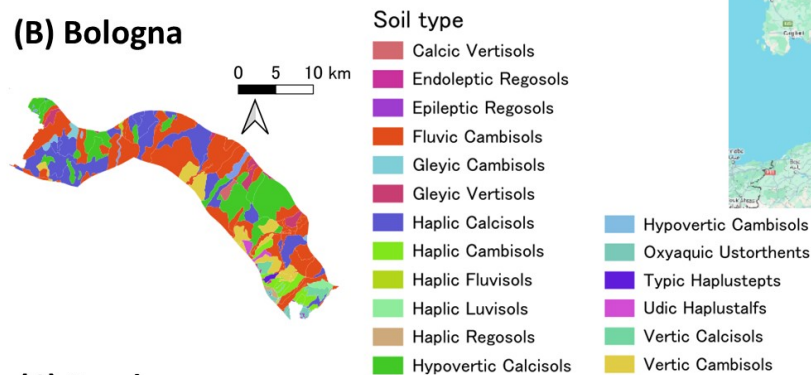 (B) Bologna
0 5 10 km
Soil type
Calcic Vertisols
Endoleptic Regosols
Epileptic Regosols
Fluvic Cambisols
Gleyic Cambisols
Gleyic Vertisols
Haplic Calcisols
Haplic Cambisols
Haplic Fluvisols
Haplic Luvisols
Haplic Regosols
Hypovertic Calcisols
Hypovertic Cambisols
Oxyaquic Ustorthents
Typic Haplustepts
Udic Haplustalfs
Vertic Calcisols
Vertic Cambisols